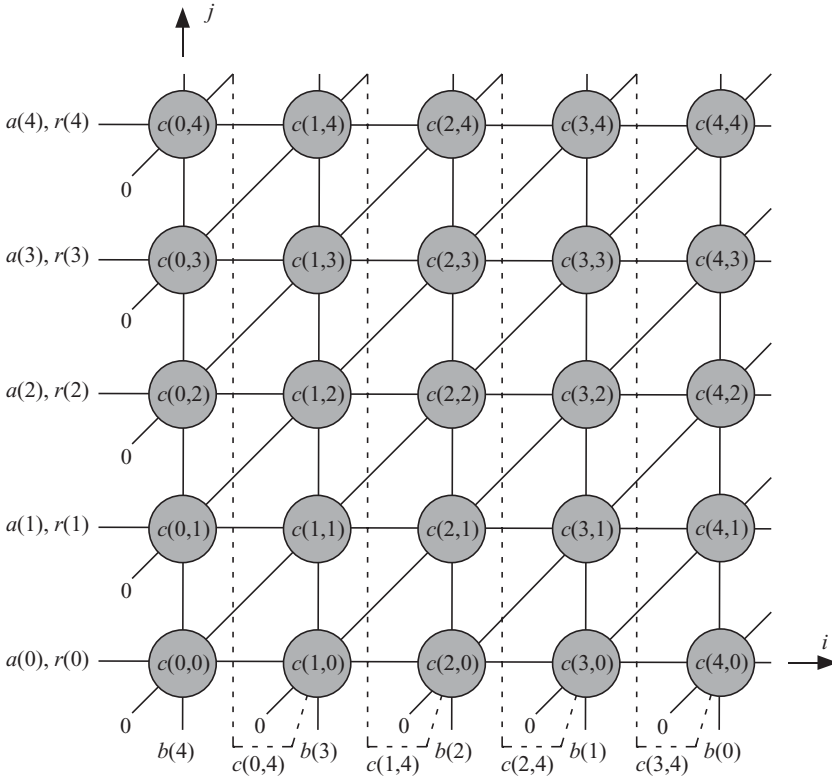 j
a(4), r(4) c(0,4) c(1,4) c(2,4) c(3,4) c(4,4)
0
a(3), r(3) c(0,3) c(1,3) c(2,3) c(3,3) c(4,3)
0
a(2), r(2) c(0,2) c(1,2) c(2,2) c(3,2) c(4,2)
0
a(1), r(1) c(0,1) c(1,1) c(2,1) c(3,1) c(4,1)
0
i
a(0), r(0) c(0,0) c(1,0) c(2,0) c(3,0) c(4,0)
0 0 0 0 0
b(4) b(3) b(2) b(1) b(0)
c(0,4) c(1,4) c(2,4) c(3,4)